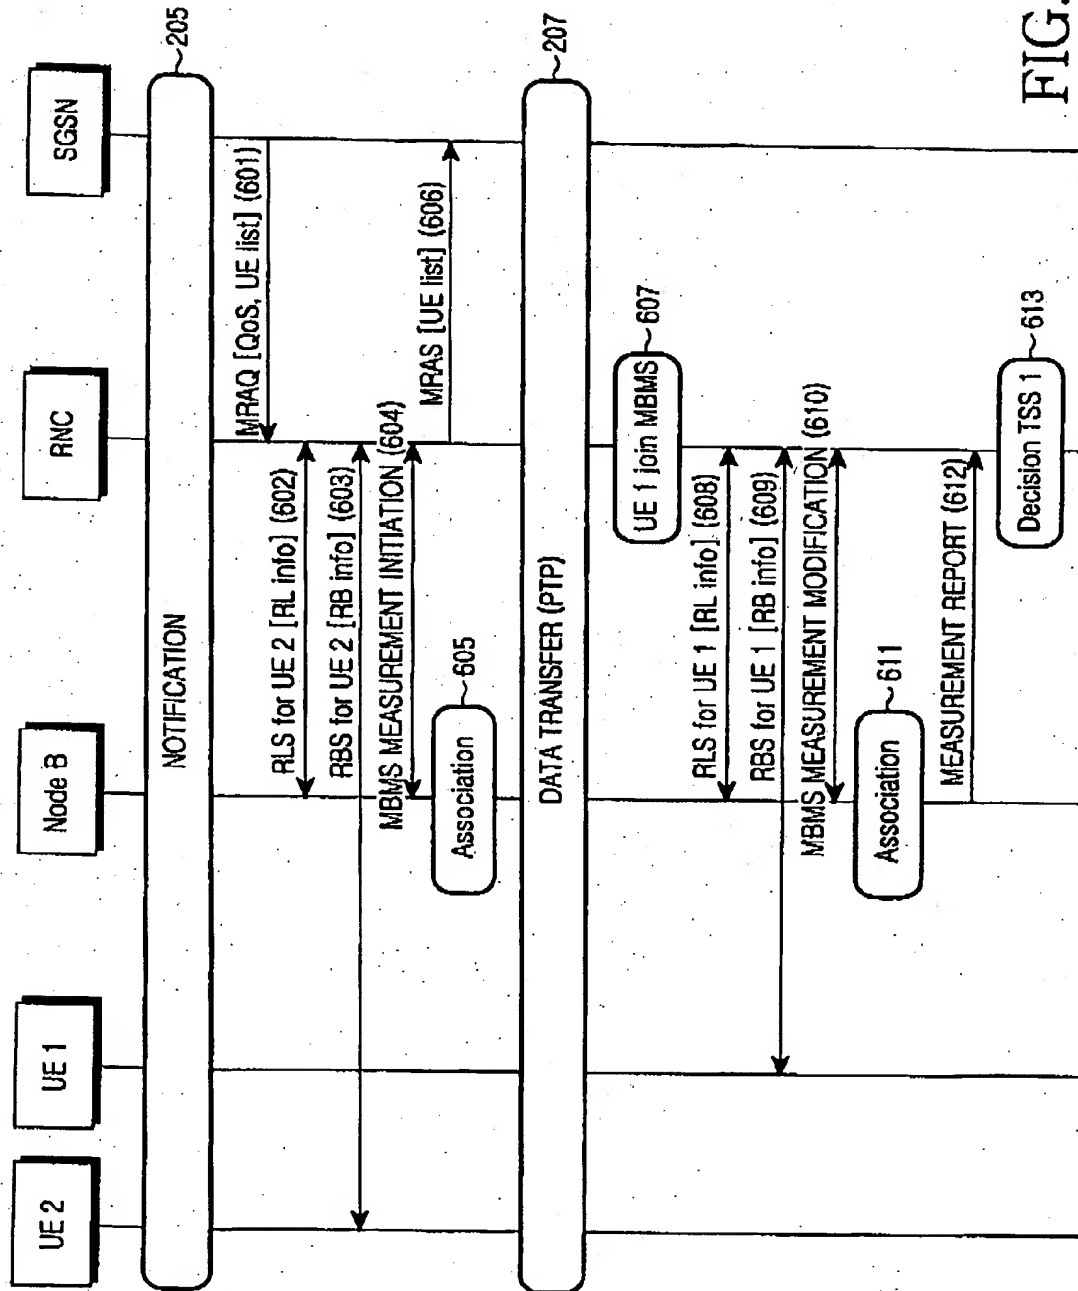 UE 2
UE 1
Node B
RNC
SGSN
NOTIFICATION
205
MRAQ [QoS, UE list] (601)
RLS for UE 2 [RL info] (602)
RBS for UE 2 [RB info] (603)
MBMS MEASUREMENT INITIATION (604)
Association
605
MRAS [UE list] (606)
DATA TRANSFER (PTP)
207
UE 1 join MBMS
607
RLS for UE 1 [RL info] (608)
RBS for UE 1 [RB info] (609)
MBMS MEASUREMENT MODIFICATION (610)
Association
611
MEASUREMENT REPORT (612)
Decision TSS 1
613
FIG.